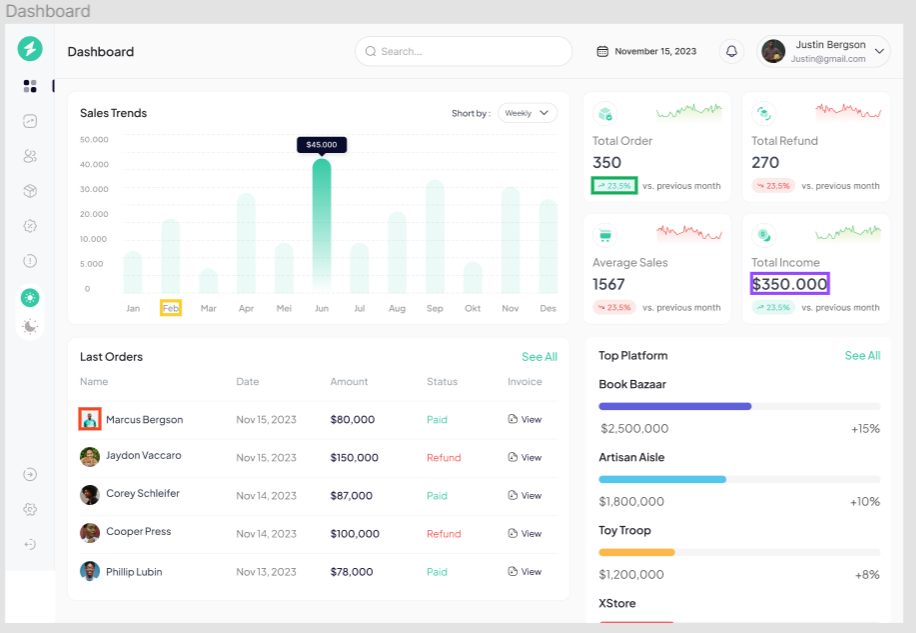 Dashboard
Dashboard
Search...
November 15, 2023
Justin Bergson
Justin@gmail.com
Sales Trends
Short by :
Weekly
50.000
40.000
30.000
20.000
10.000
5.000
0
$45.000
Jan Feb Mar Apr Mei Jun Jul Aug Sep Okt Nov Des
Total Order
350
23,5% vs. previous month
Total Refund
270
23,5% vs. previous month
Average Sales
1567
23,5% vs. previous month
Total Income
$350.000
23,5% vs. previous month
Last Orders
See All
Name Date Amount Status Invoice
Marcus Bergson Nov 15, 2023 $80,000 Paid View
Jaydon Vaccaro Nov 15, 2023 $150,000 Refund View
Corey Schleifer Nov 14, 2023 $87,000 Paid View
Cooper Press Nov 14, 2023 $100,000 Refund View
Phillip Lubin Nov 13, 2023 $78,000 Paid View
Top Platform
See All
Book Bazaar
$2,500,000 +15%
Artisan Aisle
$1,800,000 +10%
Toy Troop
$1,200,000 +8%
XStore